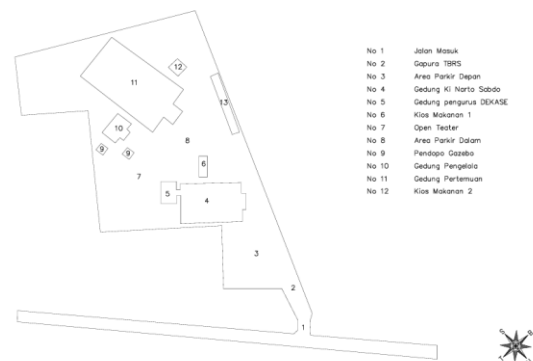 12
11
13
10
9
9
8
7
6
5
4
3
2
1
No 1 Jalan Masuk
No 2 Gapura TBRS
No 3 Area Parkir Depan
No 4 Gedung Ki Narto Sabdo
No 5 Gedung pengurus DEKASE
No 6 Kios Makanan 1
No 7 Open Teater
No 8 Area Parkir Dalam
No 9 Pendopo Gazebo
No 10 Gedung Pengelola
No 11 Gedung Pertemuan
No 12 Kios Makanan 2
S
B
T